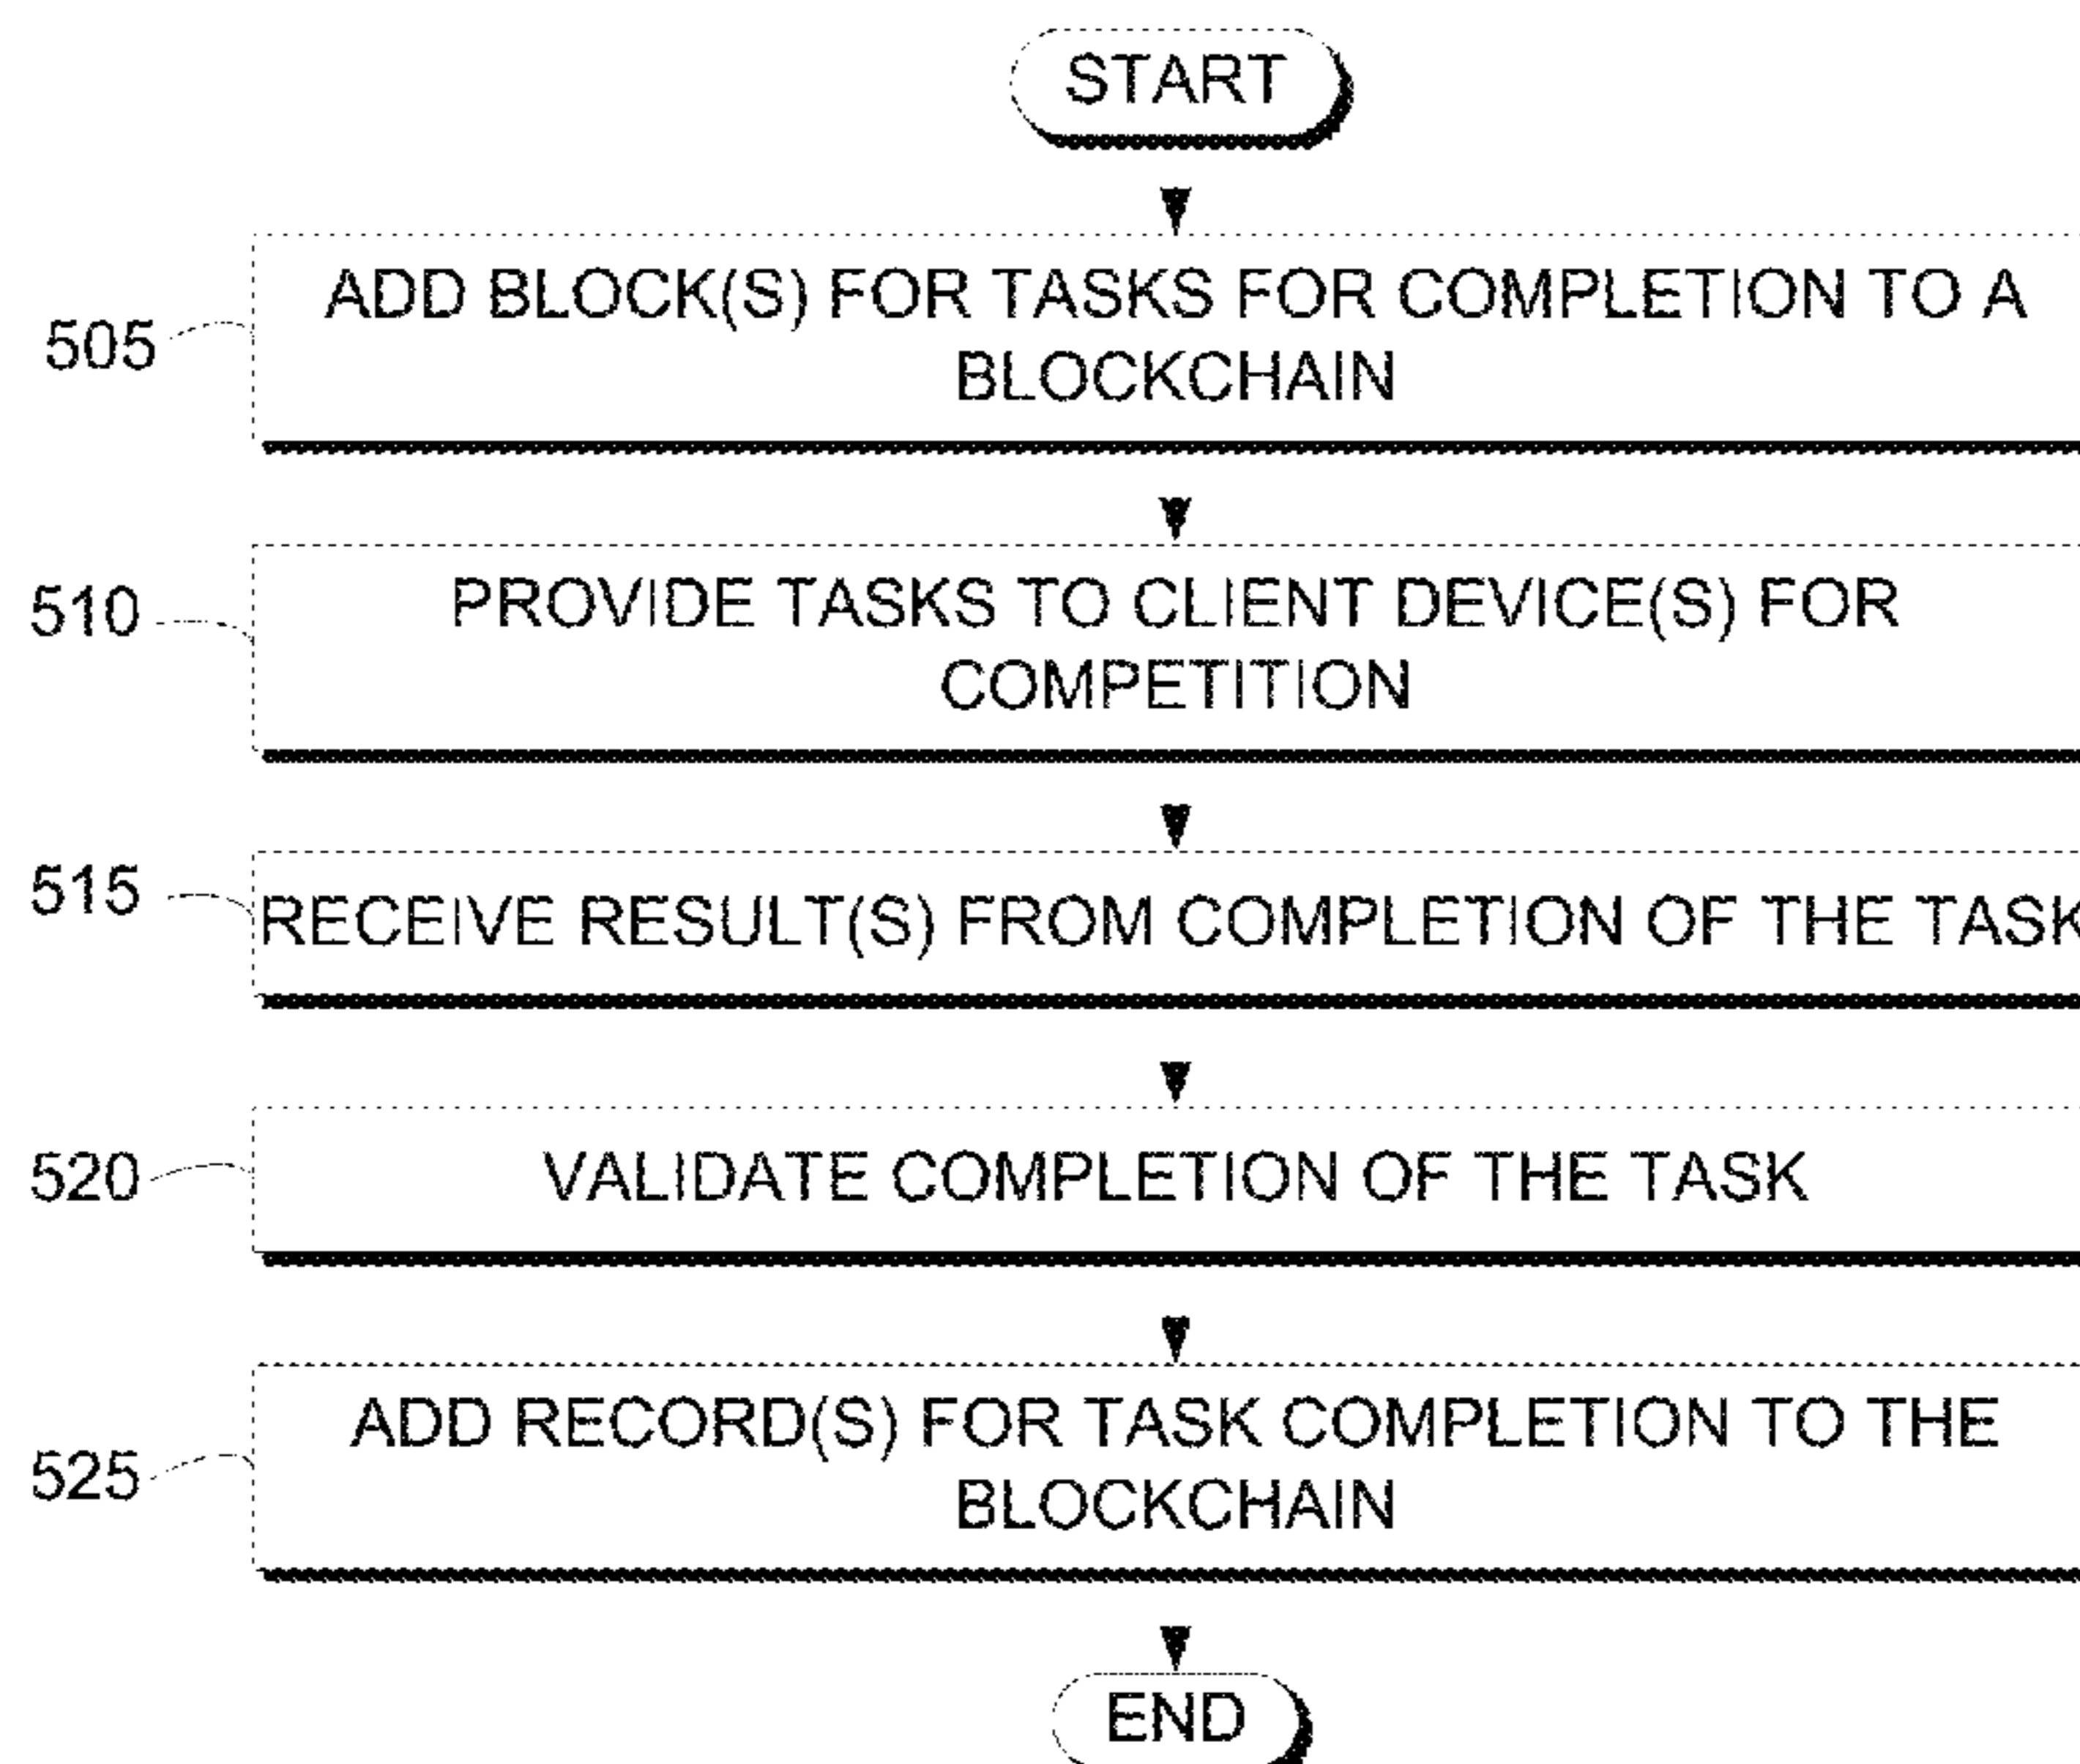 START
505
ADD BLOCK(S) FOR TASKS FOR COMPLETION TO A
BLOCKCHAIN
510
PROVIDE TASKS TO CLIENT DEVICE(S) FOR
COMPETITION
515
RECEIVE RESULT(S) FROM COMPLETION OF THE TASK
520
VALIDATE COMPLETION OF THE TASK
525
ADD RECORD(S) FOR TASK COMPLETION TO THE
BLOCKCHAIN
END